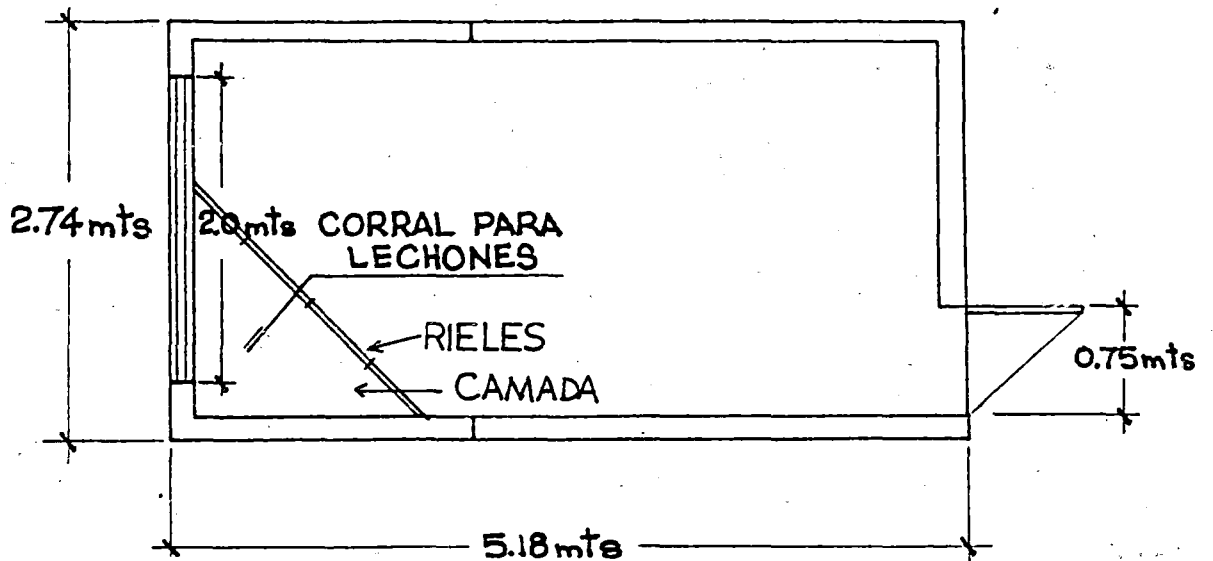 2.74 mts
2.0 mts
CORRAL PARA
LECHONES
RIELES
CAMADA
0.75 mts
5.18 mts